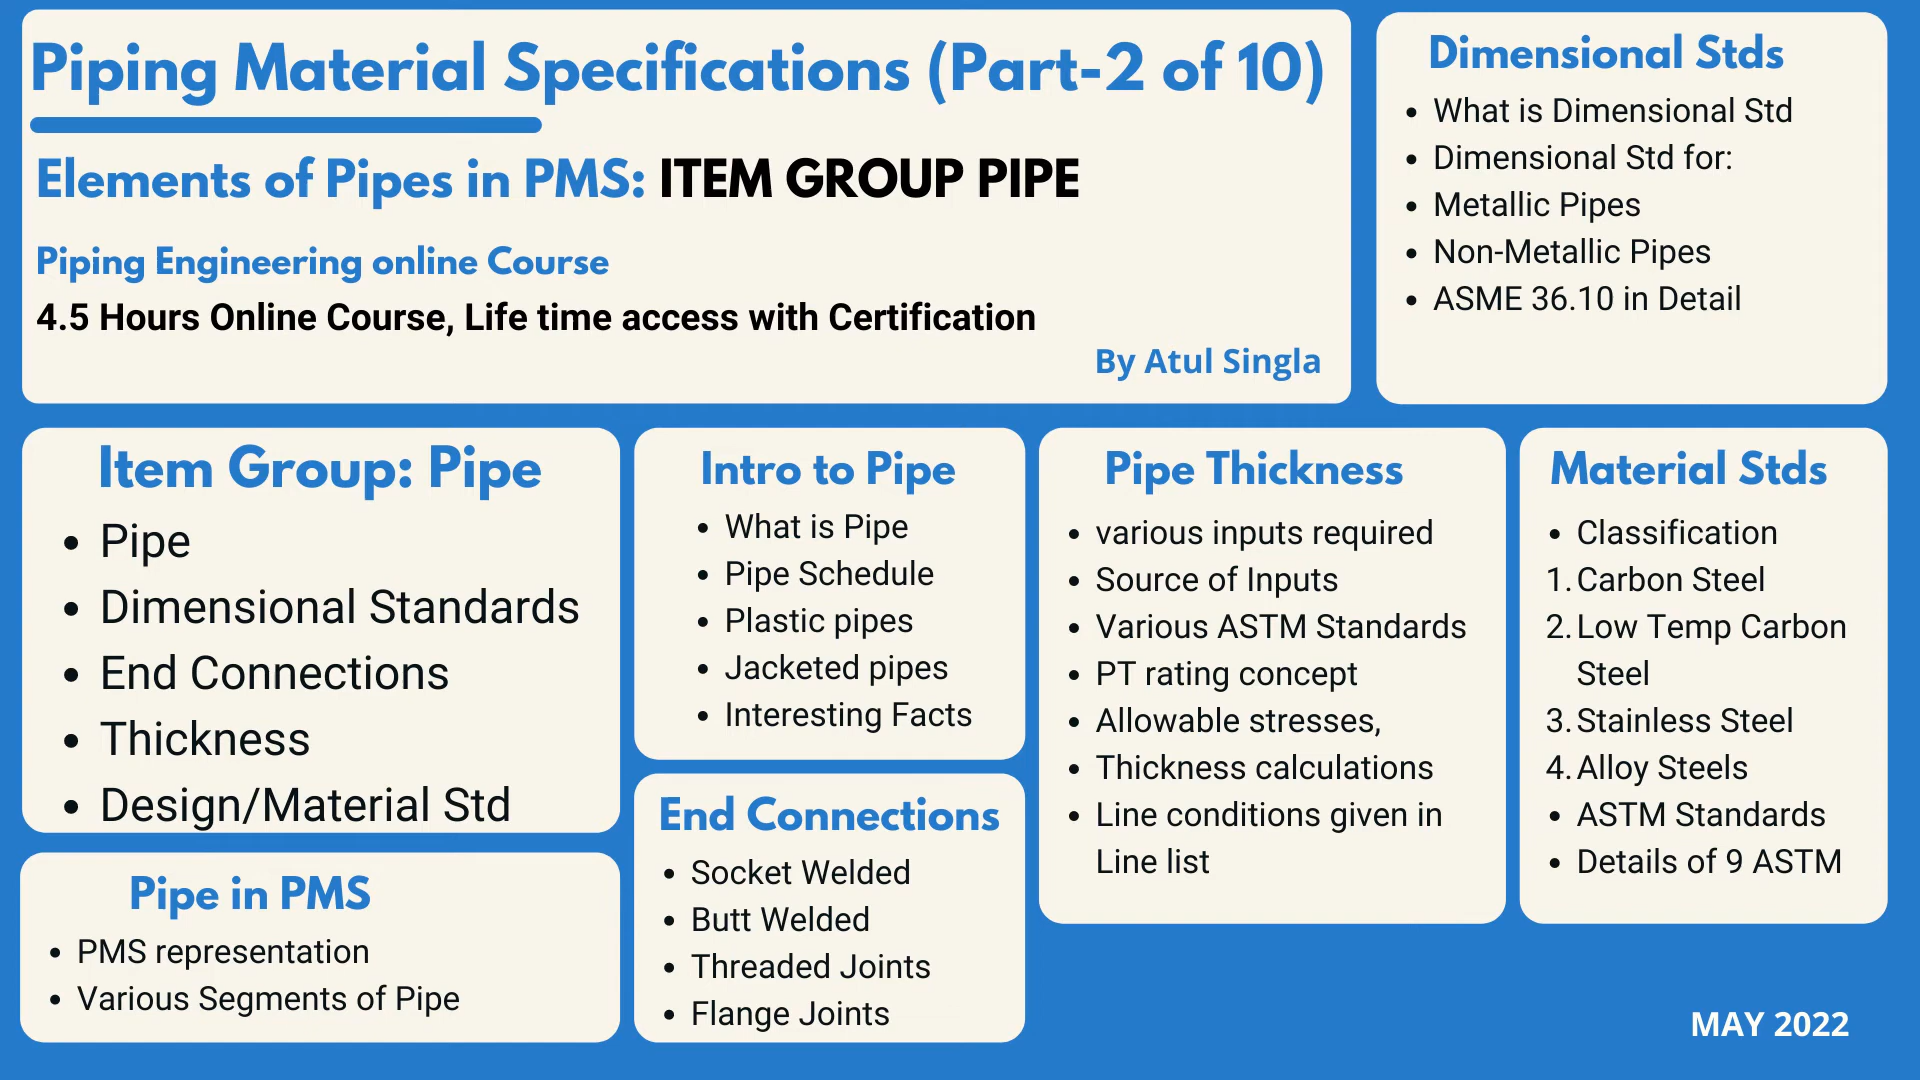 Piping Material Specifications (Part-2 of 10)
Elements of Pipes in PMS: ITEM GROUP PIPE
Piping Engineering online Course
4.5 Hours Online Course, Life time access with Certification
By Atul Singla
Dimensional Stds
• What is Dimensional Std
• Dimensional Std for:
• Metallic Pipes
• Non-Metallic Pipes
• ASME 36.10 in Detail
Item Group: Pipe
• Pipe
• Dimensional Standards
• End Connections
• Thickness
• Design/Material Std
Pipe in PMS
• PMS representation
• Various Segments of Pipe
Intro to Pipe
• What is Pipe
• Pipe Schedule
• Plastic pipes
• Jacketed pipes
• Interesting Facts
End Connections
• Socket Welded
• Butt Welded
• Threaded Joints
• Flange Joints
Pipe Thickness
• various inputs required
• Source of Inputs
• Various ASTM Standards
• PT rating concept
• Allowable stresses,
• Thickness calculations
• Line conditions given in
Line list
Material Stds
• Classification
1. Carbon Steel
2. Low Temp Carbon
Steel
3. Stainless Steel
4. Alloy Steels
• ASTM Standards
• Details of 9 ASTM
MAY 2022